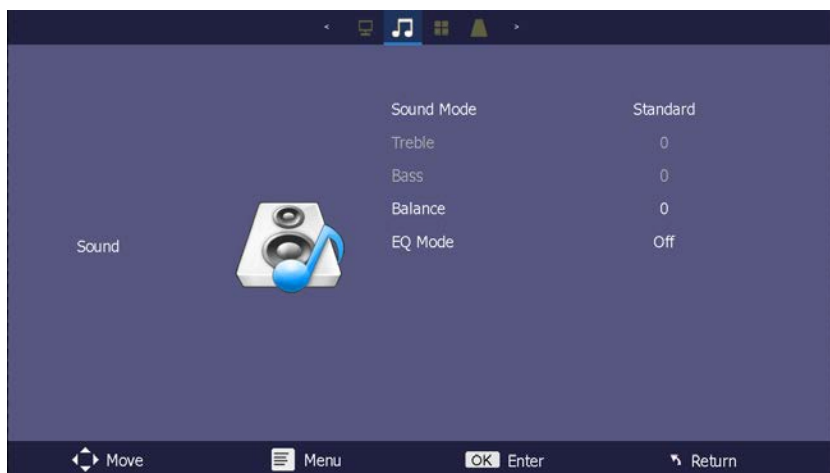 Sound Mode Standard
Treble 0
Bass 0
Balance 0
Sound
EQ Mode Off
Move Menu OK Enter Return